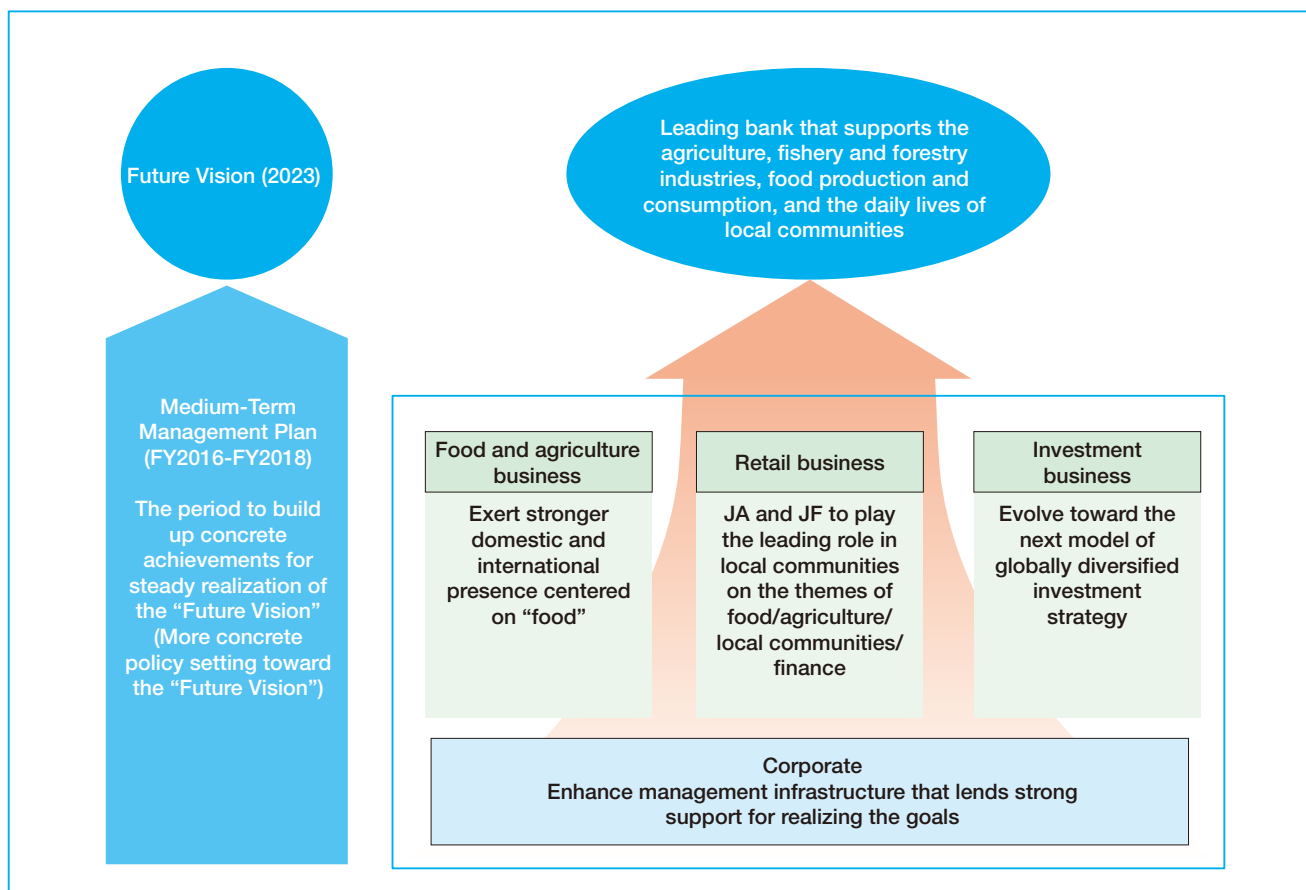 Future Vision (2023)
Leading bank that supports the
agriculture, fishery and forestry
industries, food production and
consumption, and the daily lives of
local communities
Medium-Term
Management Plan
(FY2016-FY2018)
The period to build
up concrete
achievements for
steady realization of
the “Future Vision”
(More concrete
policy setting toward
the “Future Vision”)
Food and agriculture
business
Exert stronger
domestic and
international
presence centered
on “food”
Retail business
JA and JF to play
the leading role in
local communities
on the themes of
food/agriculture/
local communities/
finance
Investment
business
Evolve toward the
next model of
globally diversified
investment
strategy
Corporate
Enhance management infrastructure that lends strong
support for realizing the goals